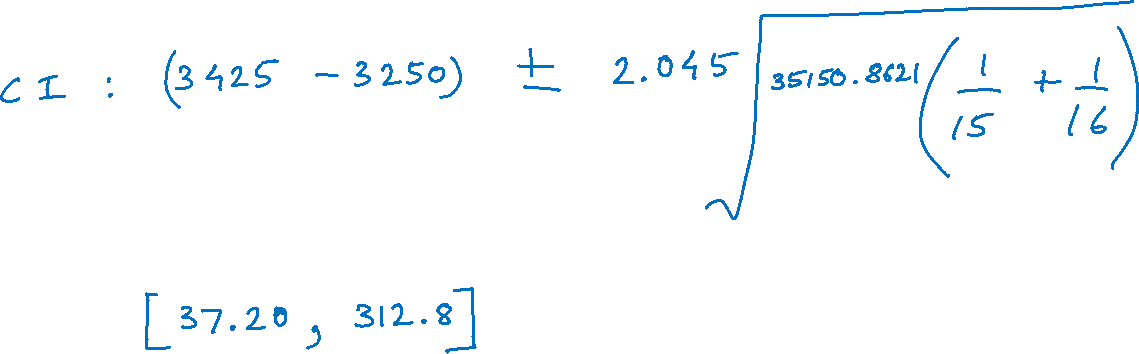 CI : (3425 - 3250) ± 2.045 √(35150.8621 (1/15 + 1/16))
[37.20, 312.8]